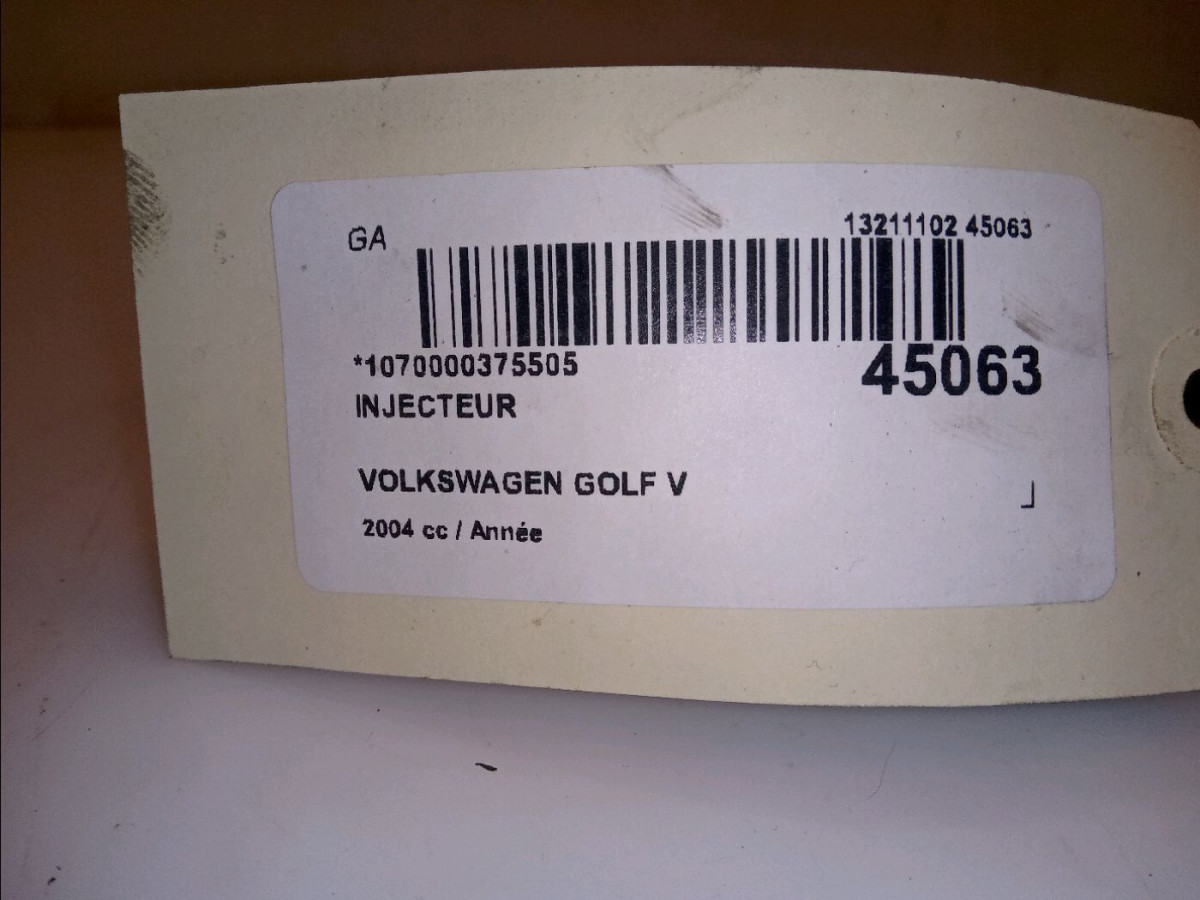 GA
13211102 45063
*1070000375505
45063
INJECTEUR
VOLKSWAGEN GOLF V
2004 cc / Année